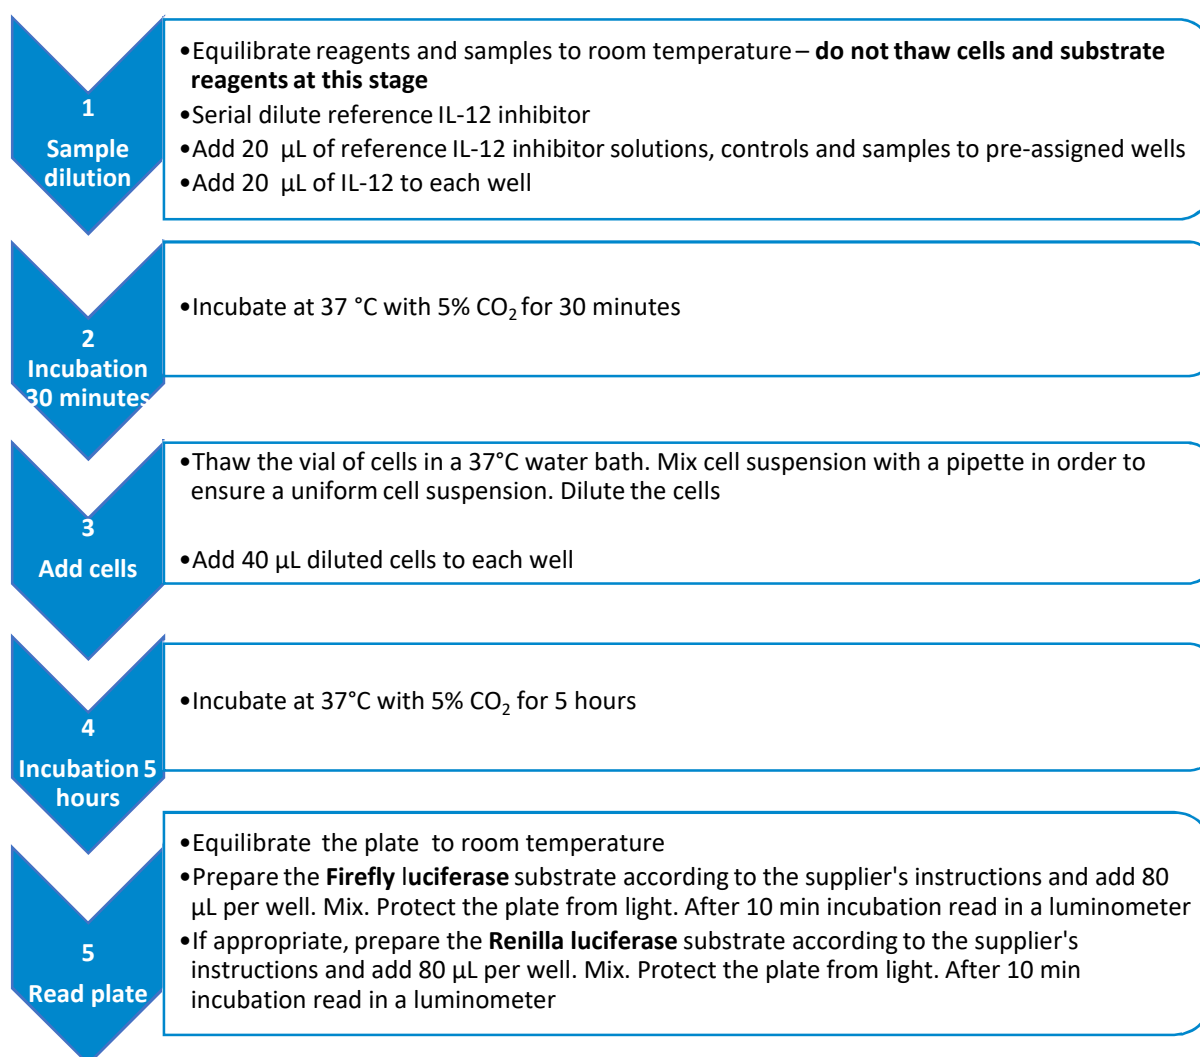 1
Sample
dilution
•Equilibrate reagents and samples to room temperature – do not thaw cells and substrate
reagents at this stage
•Serial dilute reference IL-12 inhibitor
•Add 20 µL of reference IL-12 inhibitor solutions, controls and samples to pre-assigned wells
•Add 20 µL of IL-12 to each well
2
Incubation
30 minutes
•Incubate at 37 °C with 5% CO₂ for 30 minutes
3
Add cells
•Thaw the vial of cells in a 37°C water bath. Mix cell suspension with a pipette in order to
ensure a uniform cell suspension. Dilute the cells
•Add 40 µL diluted cells to each well
4
Incubation 5
hours
•Incubate at 37°C with 5% CO₂ for 5 hours
5
Read plate
•Equilibrate the plate to room temperature
•Prepare the Firefly luciferase substrate according to the supplier's instructions and add 80
µL per well. Mix. Protect the plate from light. After 10 min incubation read in a luminometer
•If appropriate, prepare the Renilla luciferase substrate according to the supplier's
instructions and add 80 µL per well. Mix. Protect the plate from light. After 10 min
incubation read in a luminometer